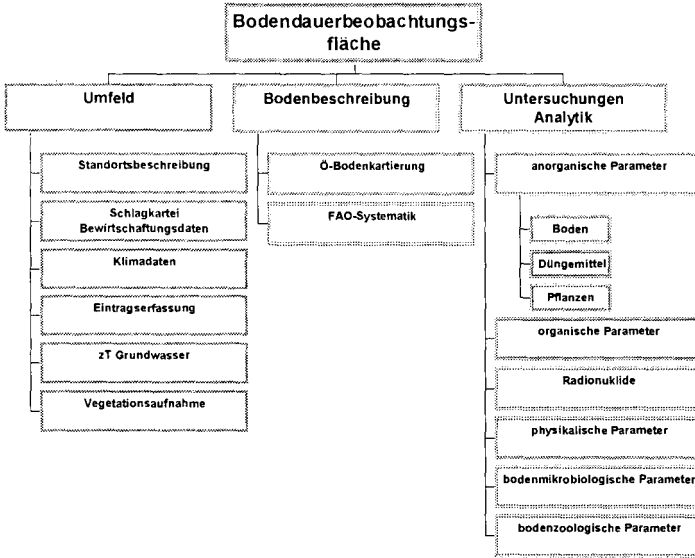 Bodendauerbeobachtungs-
fläche
Umfeld
Standortsbeschreibung
Schlagkartei
Bewirtschaftungsdaten
Klimadaten
Eintragserfassung
zT Grundwasser
Vegetationsaufnahme
Bodenbeschreibung
Ö-Bodenkartierung
FAO-Systematik
Untersuchungen
Analytik
anorganische Parameter
Boden
Düngemittel
Pflanzen
organische Parameter
Radionuklide
physikalische Parameter
bodenmikrobiologische Parameter
bodenzoologische Parameter